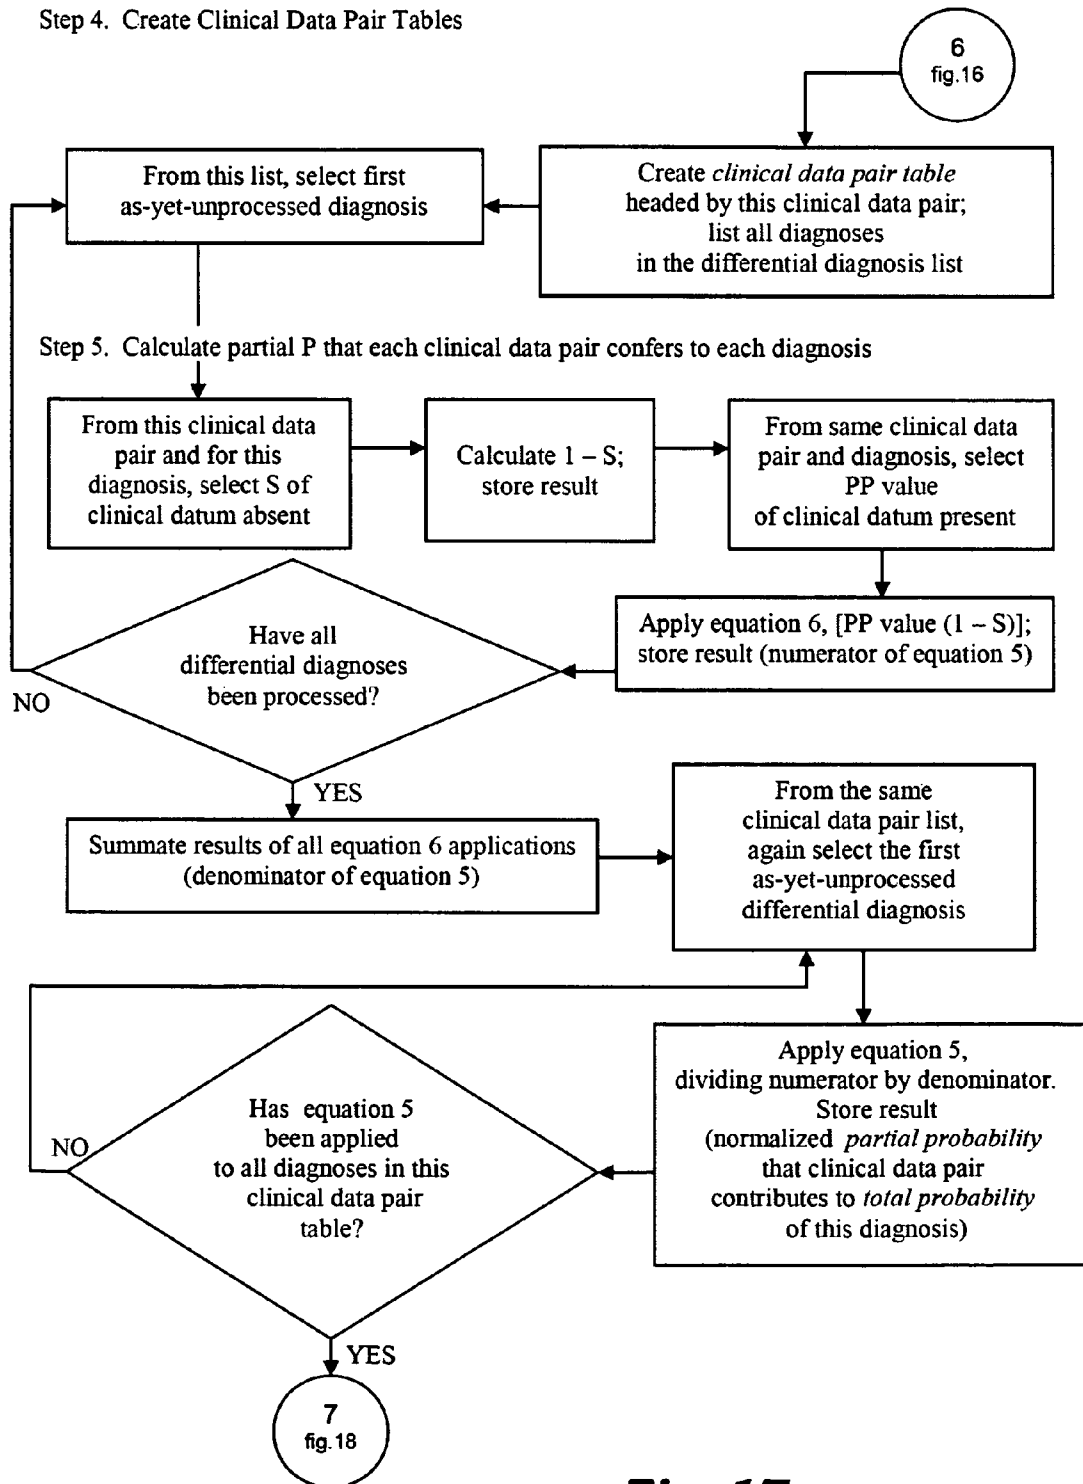 Step 4. Create Clinical Data Pair Tables
6
fig.16
From this list, select first
as-yet-unprocessed diagnosis
Create clinical data pair table
headed by this clinical data pair;
list all diagnoses
in the differential diagnosis list
Step 5. Calculate partial P that each clinical data pair confers to each diagnosis
From this clinical data
pair and for this
diagnosis, select S of
clinical datum absent
Calculate 1 – S;
store result
From same clinical data
pair and diagnosis, select
PP value
of clinical datum present
Apply equation 6, [PP value (1 – S)];
store result (numerator of equation 5)
Have all
differential diagnoses
been processed?
NO
YES
Summate results of all equation 6 applications
(denominator of equation 5)
From the same
clinical data pair list,
again select the first
as-yet-unprocessed
differential diagnosis
Apply equation 5,
dividing numerator by denominator.
Store result
(normalized partial probability
that clinical data pair
contributes to total probability
of this diagnosis)
Has equation 5
been applied
to all diagnoses in this
clinical data pair
table?
NO
YES
7
fig.18